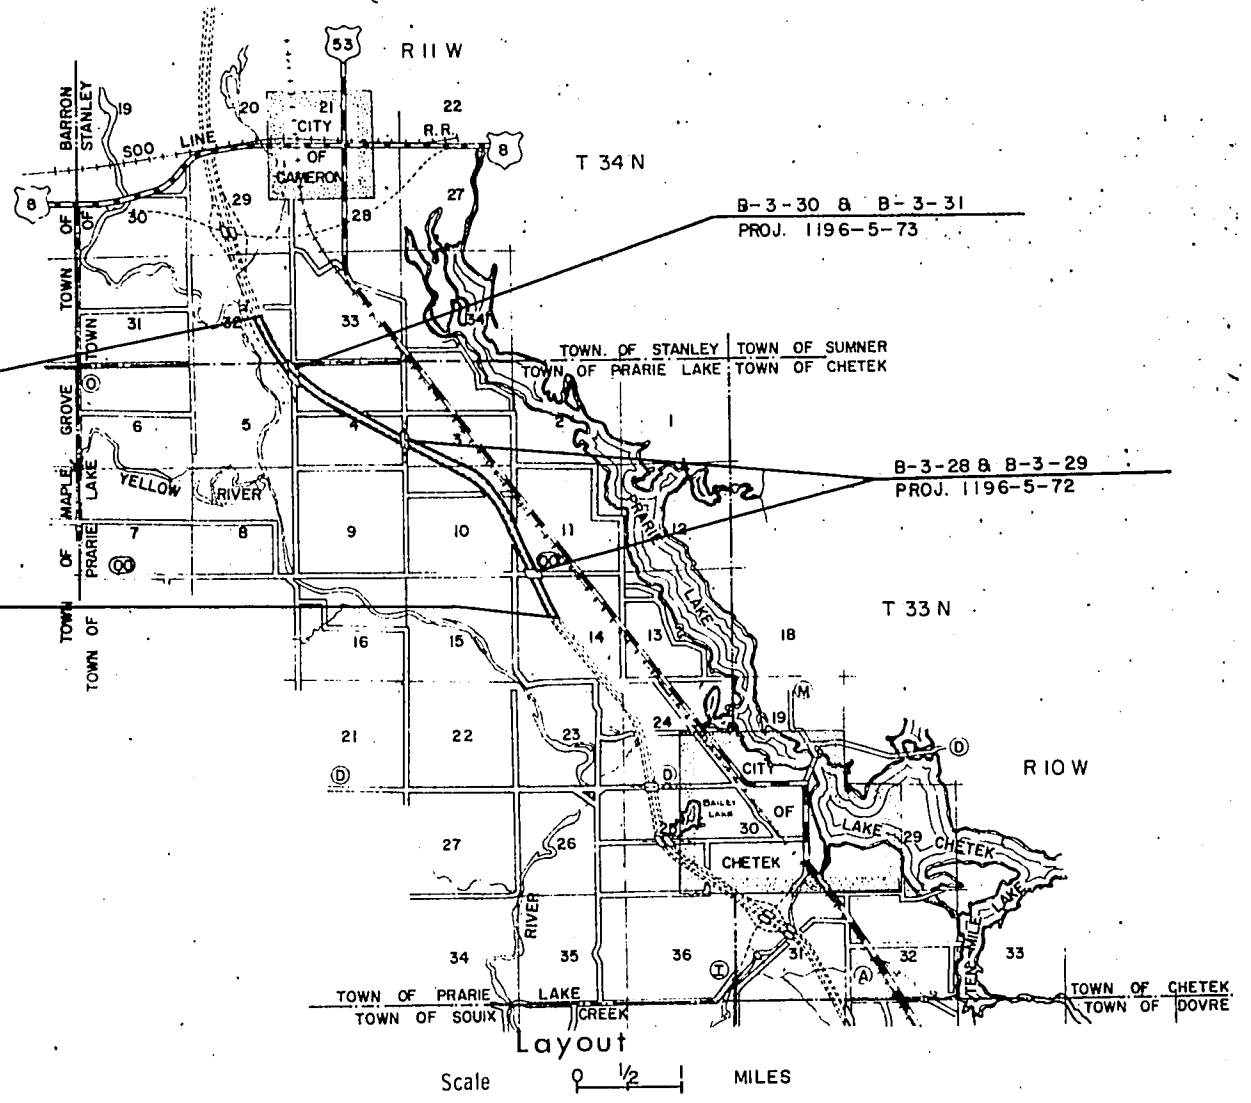 53
R 11 W
19
20
21
22
BARRON
STANLEY
SOO LINE
R.R.
CITY
OF
CAMERON
8
8
T 34 N
TOWN OF
OF
30
29
28
27
B-3-30 & B-3-31
PROJ. 1196-5-73
31
32
33
34
TOWN
TOWN OF STANLEY
TOWN OF SUMNER
TOWN OF PRARIE LAKE
TOWN OF CHETEK
O
6
5
4
3
2
1
TOWN OF MAPLE GROVE
TOWN OF PRARIE LAKE
YELLOW RIVER
B-3-28 & B-3-29
PROJ. 1196-5-72
PRARIE LAKE
7
8
9
10
11
12
OO
OO
T 33 N
16
15
14
13
18
M
21
22
23
24
19
D
D
D
R 10 W
CITY
OF
CHETEK
BAILEY
LAKE
27
26
25
30
29
LAKE CHETEK
RIVER
TEN MILE LAKE
34
35
36
31
32
33
I
A
TOWN OF PRARIE LAKE
TOWN OF SOUIX CREEK
TOWN OF CHETEK
TOWN OF DOVRE
Layout
Scale 0 1/2 1 MILES